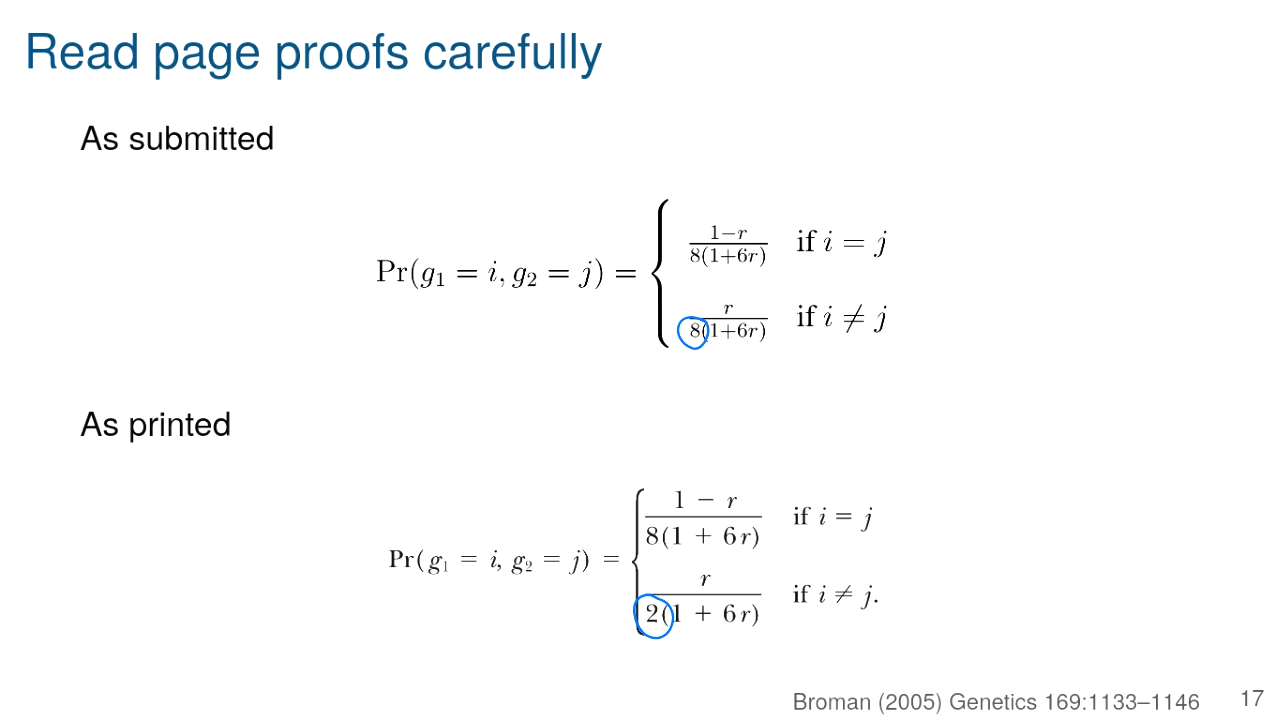 Read page proofs carefully
As submitted
Pr(g₁ = i, g₂ = j) = { (1−r)/(8(1+6r)) if i = j
r/(8(1+6r)) if i ≠ j
As printed
Pr(g₁ = i, g₂ = j) = { (1 − r)/(8(1 + 6r)) if i = j
r/(2(1 + 6r)) if i ≠ j.
Broman (2005) Genetics 169:1133–1146 17